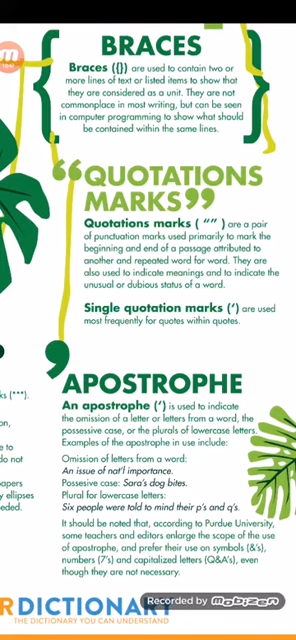 BRACES
Braces ({}) are used to contain two or
more lines of text or listed items to show that
they are considered as a unit. They are not
commonplace in most writing, but can be seen
in computer programming to show what should
be contained within the same lines.
“QUOTATIONS
MARKS”
Quotations marks ( “” ) are a pair
of punctuation marks used primarily to mark the
beginning and end of a passage attributed to
another and repeated word for word. They are
also used to indicate meanings and to indicate the
unusual or dubious status of a word.
Single quotation marks (‘) are used
most frequently for quotes within quotes.
’
APOSTROPHE
An apostrophe (‘) is used to indicate
the omission of a letter or letters from a word, the
possessive case, or the plurals of lowercase letters.
Examples of the apostrophe in use include:
Omission of letters from a word:
An issue of nat’l importance.
Possesive case: Sara’s dog bites.
Plural for lowercase letters:
Six people were told to mind their p’s and q’s.
It should be noted that, according to Purdue University,
some teachers and editors enlarge the scope of the use
of apostrophe, and prefer their use on symbols (&’s),
numbers (7’s) and capitalized letters (Q&A’s), even
though they are not necessary.
ks (***).
on,
e to
do not
papers
y ellipses
eded.
RDICTIONARY
THE DICTIONARY YOU CAN UNDERSTAND
Recorded by Mobizen